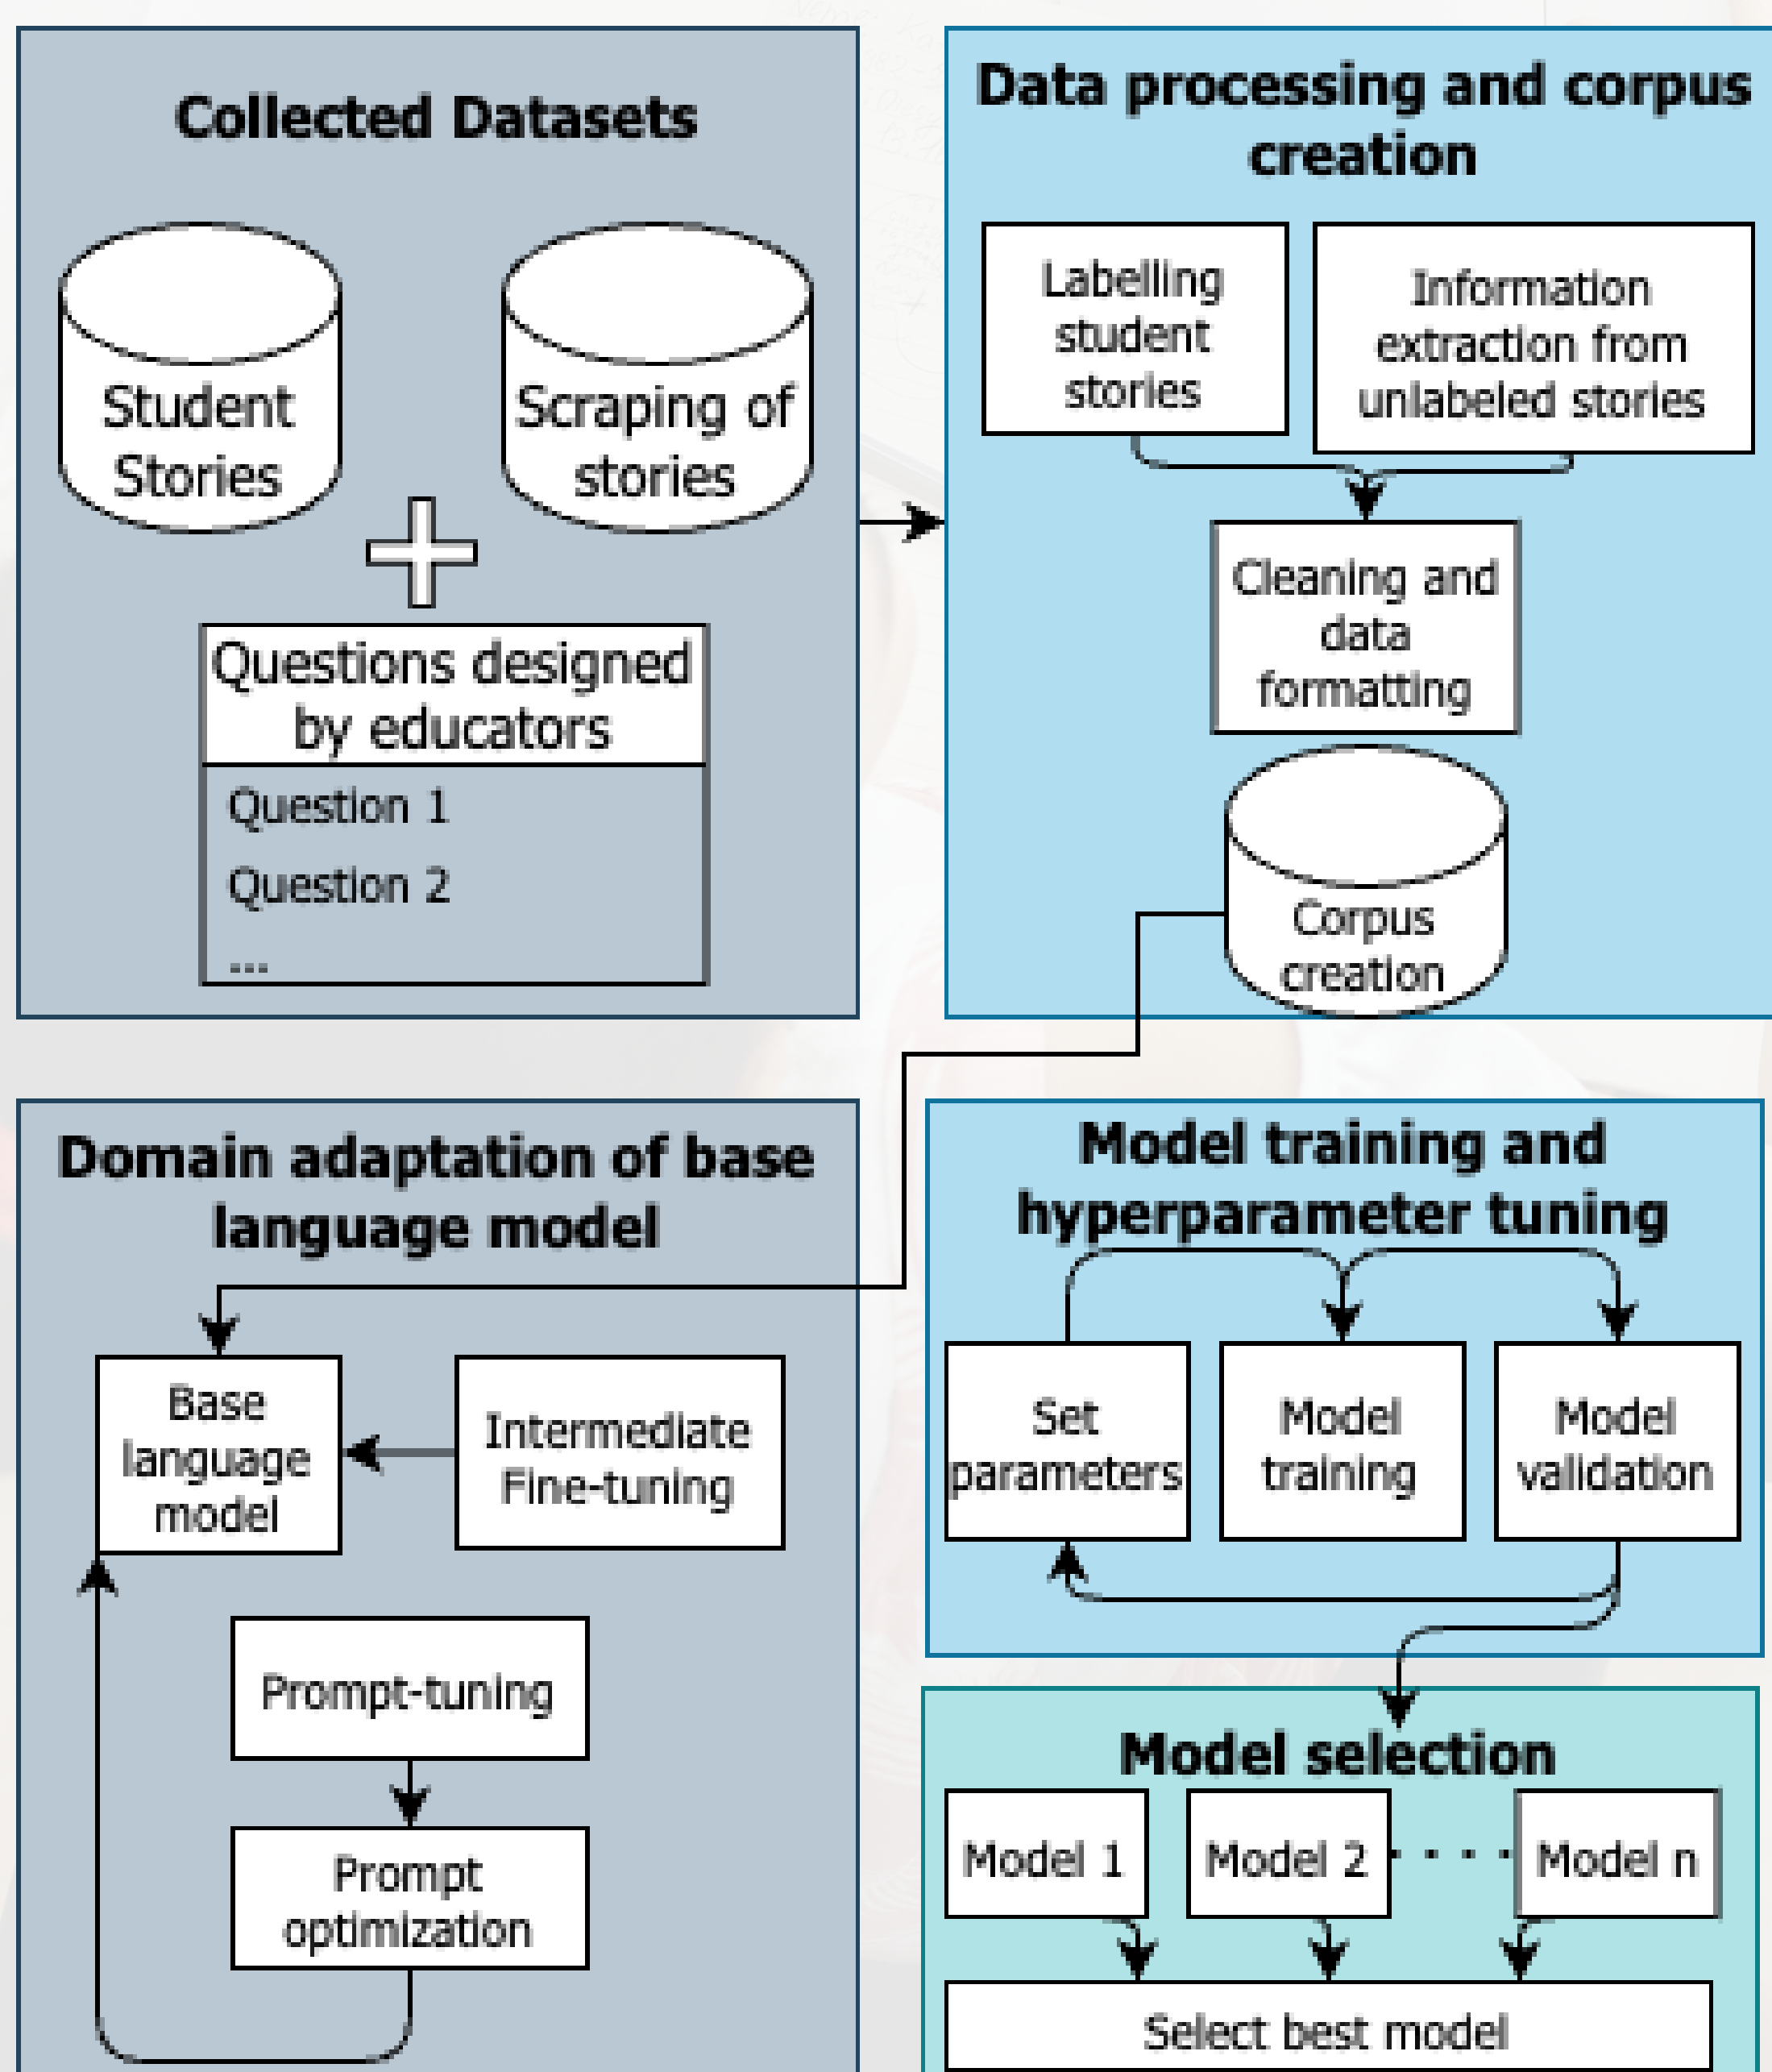 Collected Datasets
Student
Stories
Scraping of
stories
Questions designed
by educators
Question 1
Question 2
...
Data processing and corpus
creation
Labelling
student
stories
Information
extraction from
unlabeled stories
Cleaning and
data
formatting
Corpus
creation
Domain adaptation of base
language model
Base
language
model
Intermediate
Fine-tuning
Prompt-tuning
Prompt
optimization
Model training and
hyperparameter tuning
Set
parameters
Model
training
Model
validation
Model selection
Model 1
Model 2
Model n
Select best model